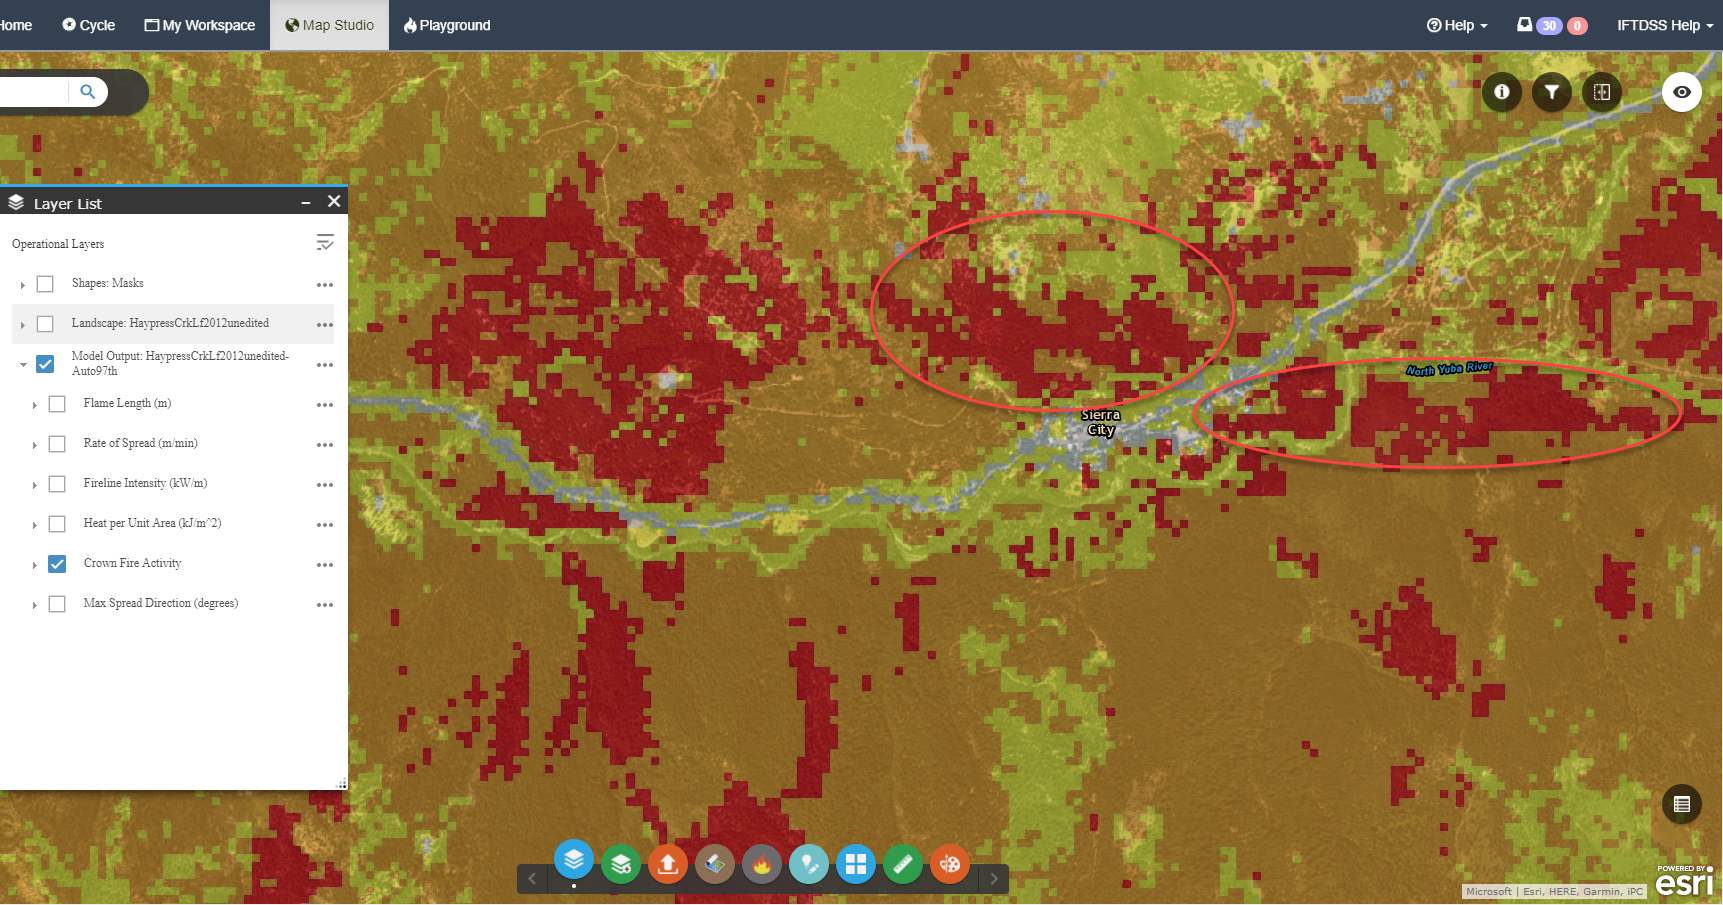 Home
Cycle
My Workspace
Map Studio
Playground
Help
30
0
IFTDSS Help
Layer List
Operational Layers
Shapes: Masks
Landscape: HaypressCrkLf2012unedited
Model Output: HaypressCrkLf2012unedited-
Auto97th
Flame Length (m)
Rate of Spread (m/min)
Fireline Intensity (kW/m)
Heat per Unit Area (kJ/m^2)
Crown Fire Activity
Max Spread Direction (degrees)
North Yuba River
Sierra
City
POWERED BY
esri
Microsoft | Esri, HERE, Garmin, iPC